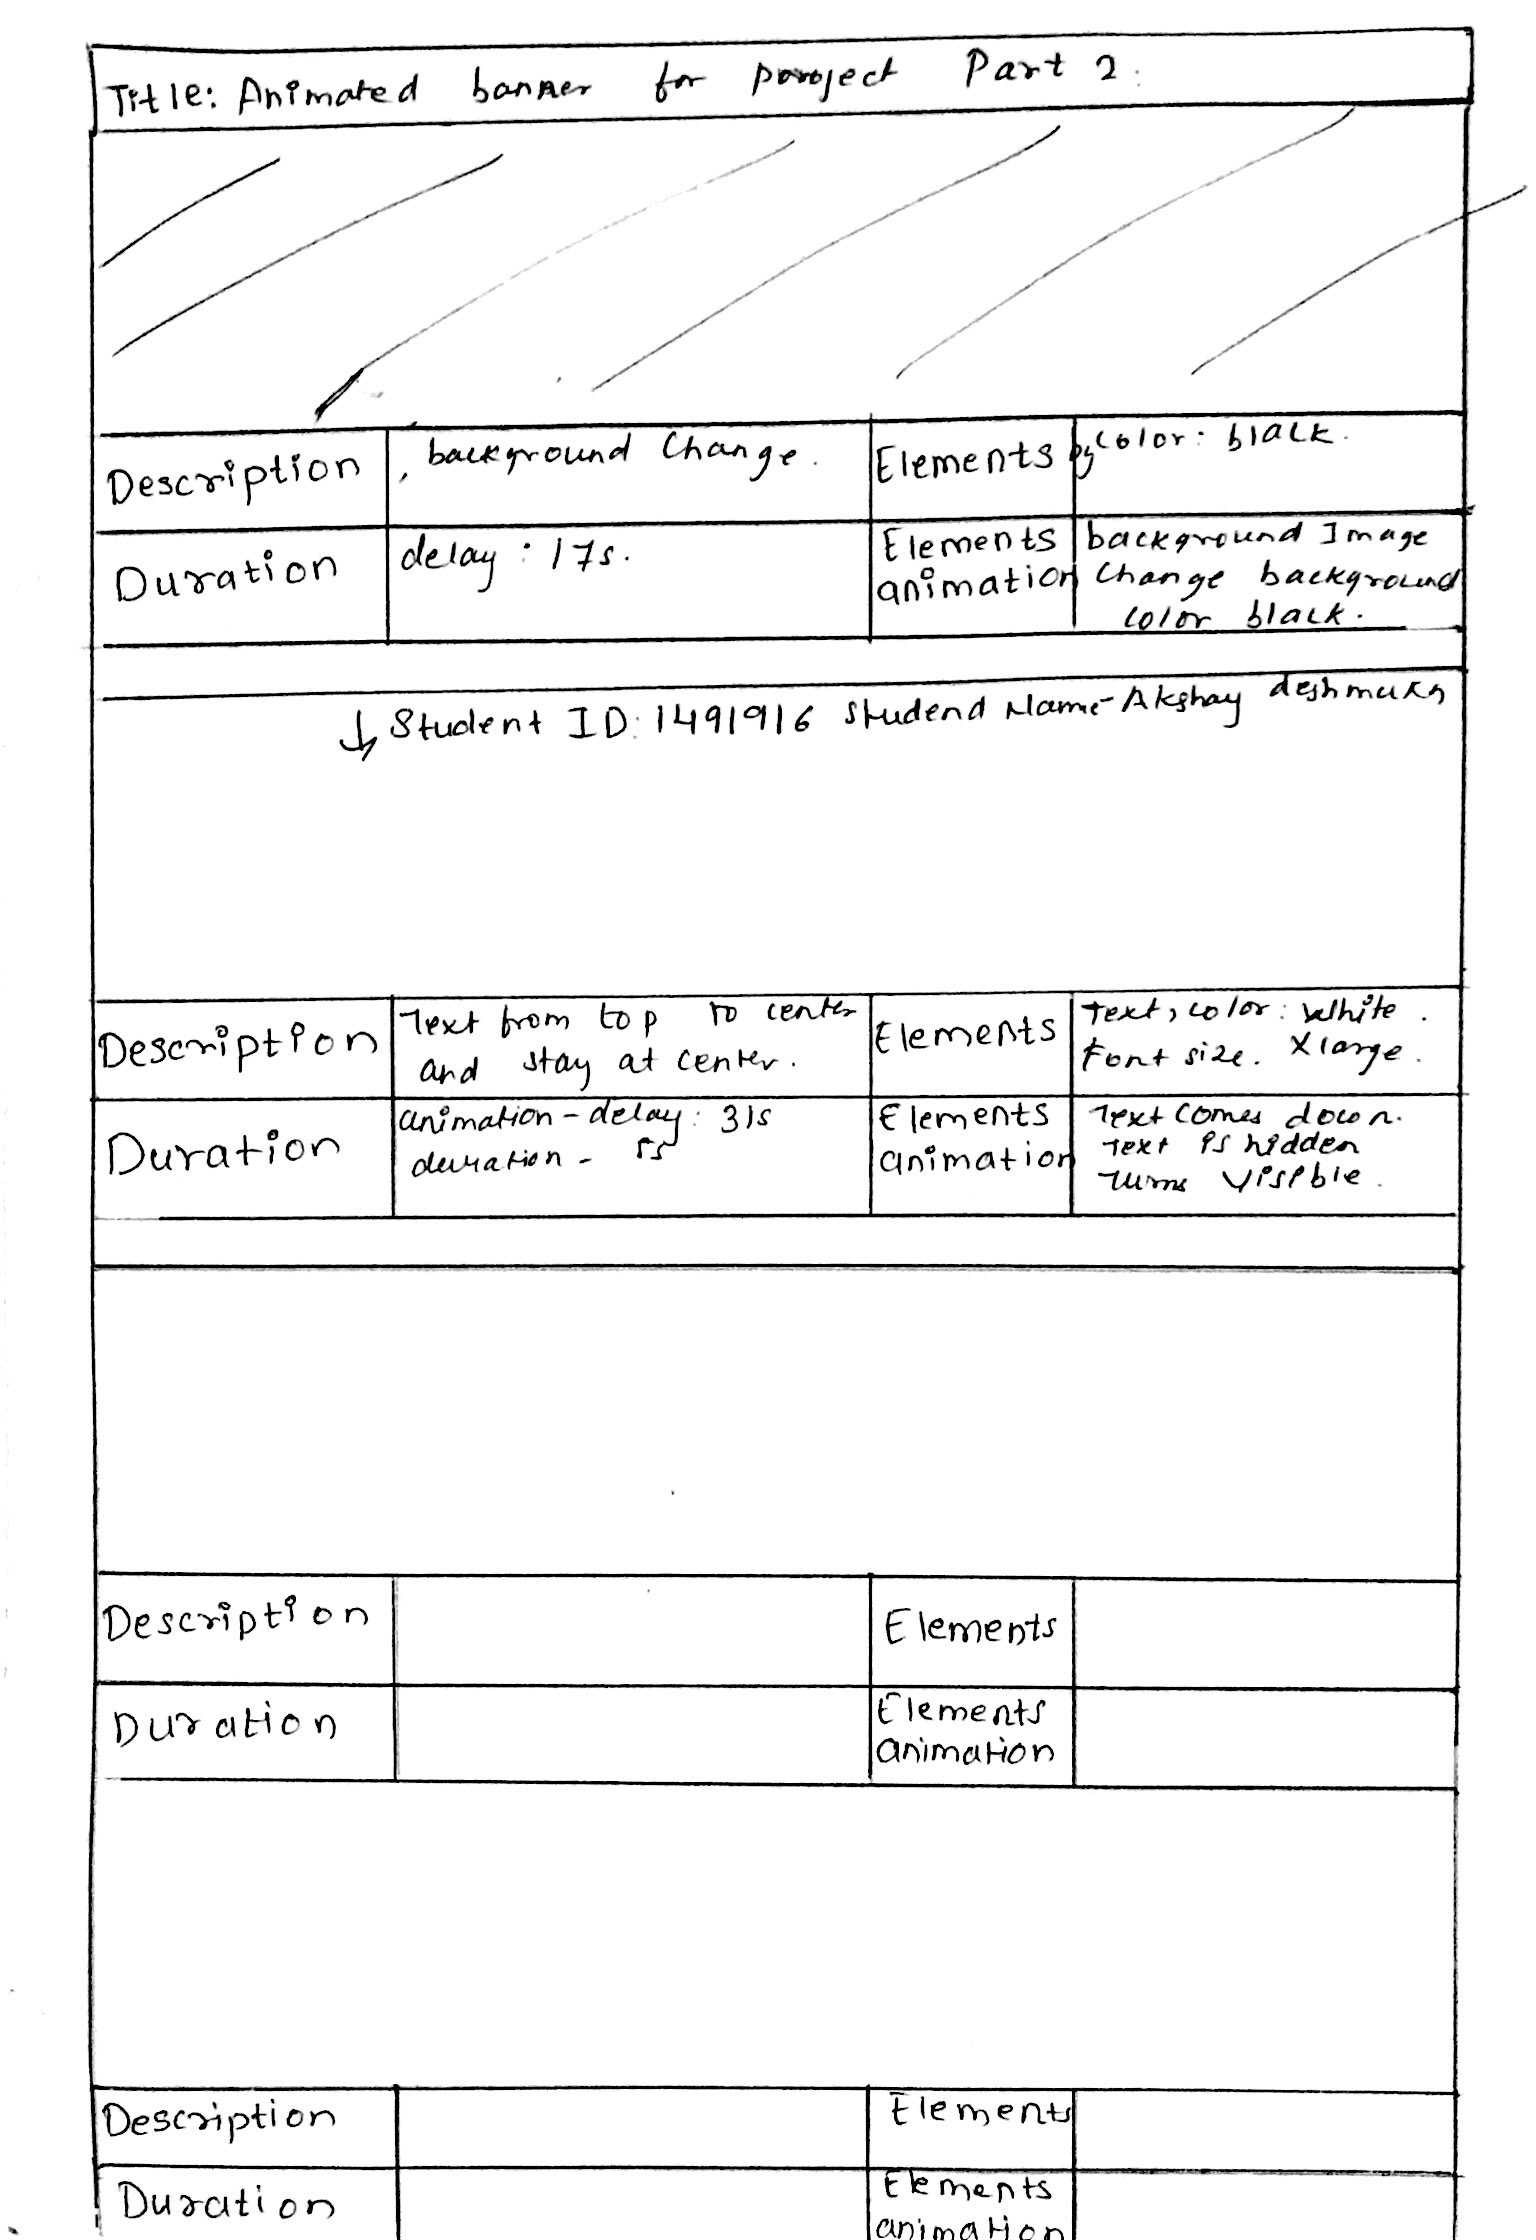 Title: Animated banner for project Part 2.
Description , background Change. Elements bgcolor: black.
Duration delay: 17s. Elements animation background Image
Change background
color black.
↓ Student ID: 1491916 Studend Name-Akshay deshmukh
Description Text from top to center Elements Text, color: White.
and stay at center. Font size. Xlarge.
Duration animation-delay: 31s Elements animation Text comes down.
duration - 5s Text is hidden
Turns Visible.
Description Elements
Duration Elements
animation
Description Elements
Duration Elements
animation